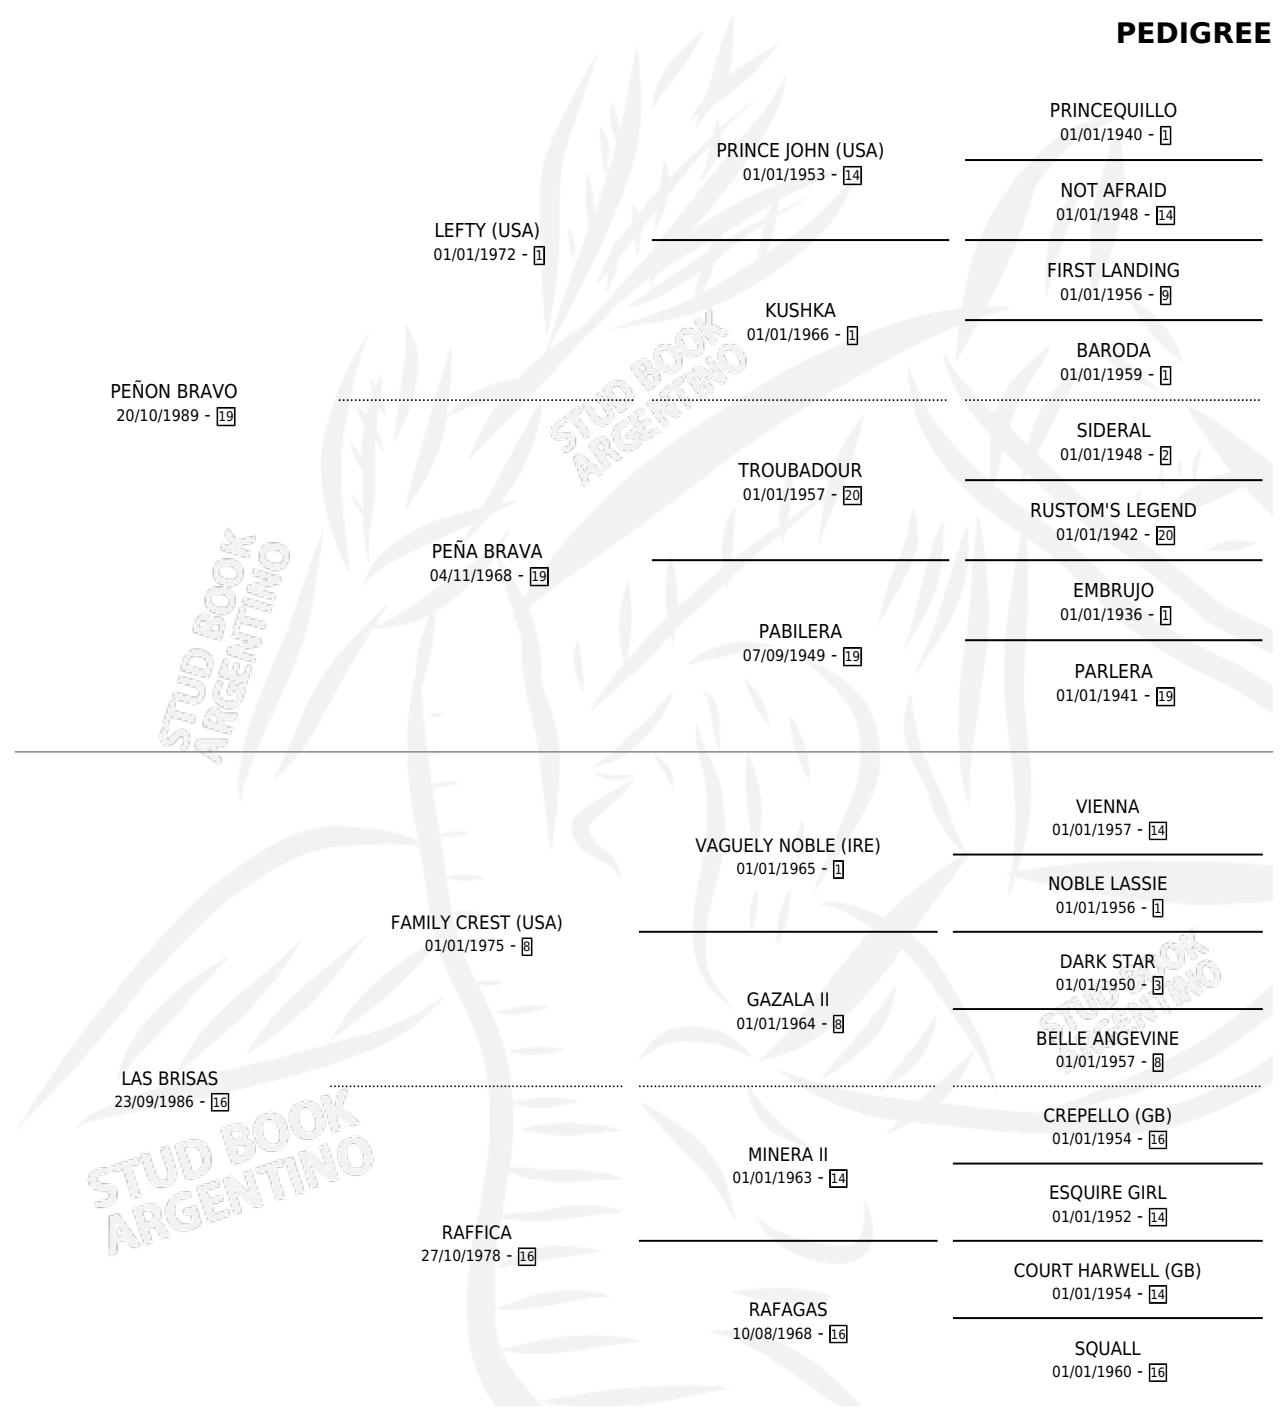 PEDIGREE
PRINCEQUILLO
01/01/1940 - 1
PRINCE JOHN (USA)
01/01/1953 - 14
NOT AFRAID
01/01/1948 - 14
LEFTY (USA)
01/01/1972 - 1
FIRST LANDING
01/01/1956 - 9
KUSHKA
01/01/1966 - 1
BARODA
01/01/1959 - 1
PEÑON BRAVO
20/10/1989 - 19
SIDERAL
01/01/1948 - 2
TROUBADOUR
01/01/1957 - 20
RUSTOM'S LEGEND
01/01/1942 - 20
PEÑA BRAVA
04/11/1968 - 19
EMBRUJO
01/01/1936 - 1
PABILERA
07/09/1949 - 19
PARLERA
01/01/1941 - 19
VIENNA
01/01/1957 - 14
VAGUELY NOBLE (IRE)
01/01/1965 - 1
NOBLE LASSIE
01/01/1956 - 1
FAMILY CREST (USA)
01/01/1975 - 8
DARK STAR
01/01/1950 - 3
GAZALA II
01/01/1964 - 8
BELLE ANGEVINE
01/01/1957 - 8
LAS BRISAS
23/09/1986 - 16
CREPELLO (GB)
01/01/1954 - 16
MINERA II
01/01/1963 - 14
ESQUIRE GIRL
01/01/1952 - 14
RAFFICA
27/10/1978 - 16
COURT HARWELL (GB)
01/01/1954 - 14
RAFAGAS
10/08/1968 - 16
SQUALL
01/01/1960 - 16
STUD BOOK
ARGENTINO
STUD BOOK
ARGENTINO
STUD BOOK
ARGENTINO
STUD BOOK
ARGENTINO